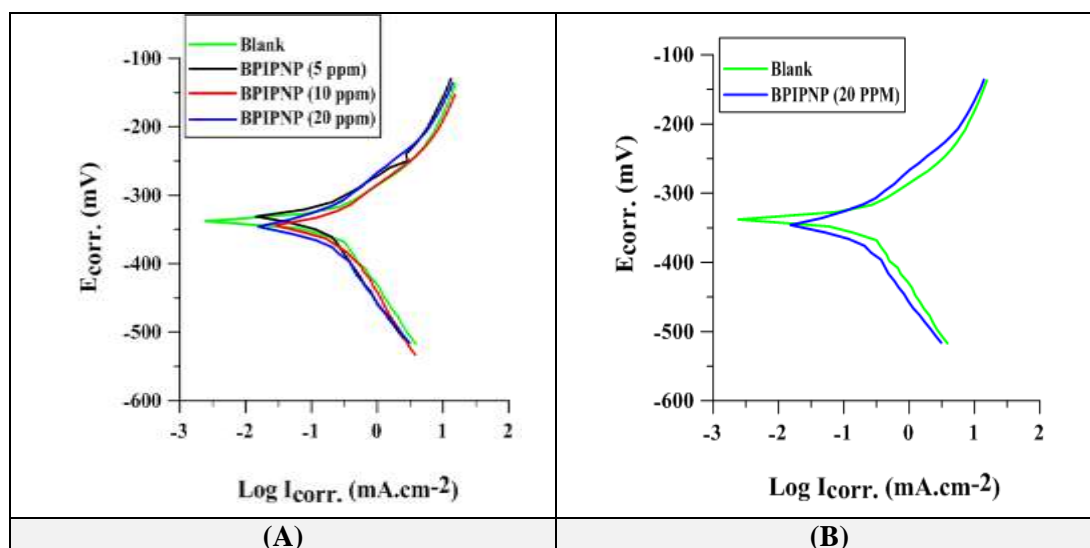 Blank
BPIPNP (5 ppm)
BPIPNP (10 ppm)
BPIPNP (20 ppm)
-100
-200
-300
-400
-500
-600
Ecorr. (mV)
-3 -2 -1 0 1 2
Log Icorr. (mA.cm-2)
(A)
Blank
BPIPNP (20 PPM)
-100
-200
-300
-400
-500
-600
Ecorr. (mV)
-3 -2 -1 0 1 2
Log Icorr. (mA.cm-2)
(B)